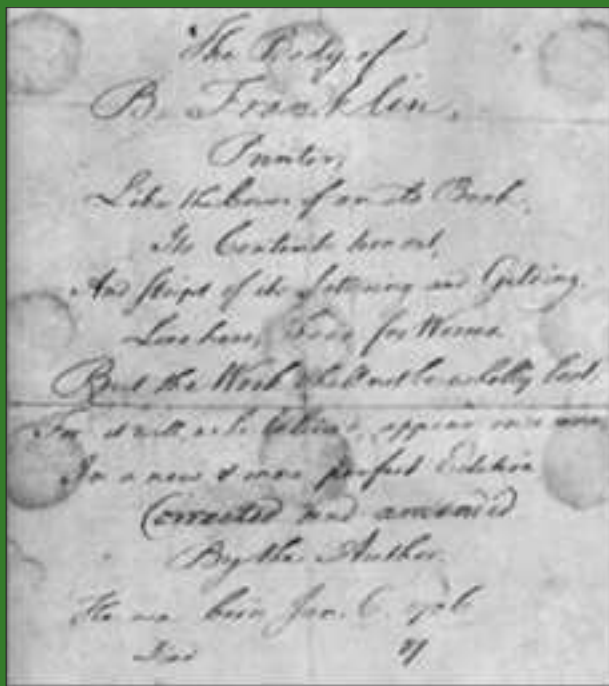 The Body of
B. Franklin,
Printer,
Like the Cover of an old Book,
Its Contents torn out,
And stript of its Lettering and Gilding,
Lies here, Food for Worms.
But the Work shall not be wholly lost:
For it will, as he believ'd, appear once more,
In a new & more perfect Edition,
Corrected and amended
By the Author.
He was born Jan. 6. 1706.
Died 17